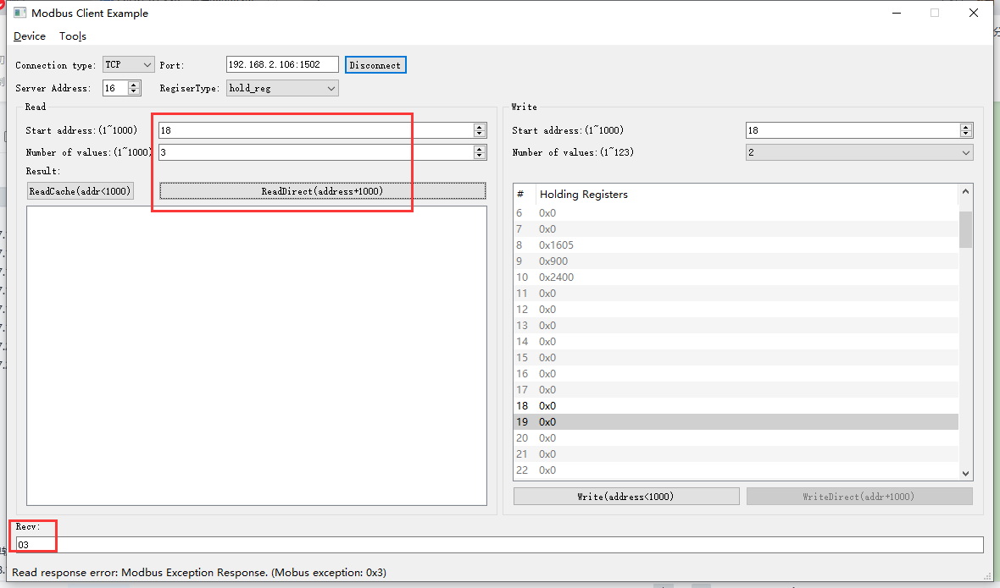 Modbus Client Example
Device Tools
Connection type: TCP Port: 192.168.2.106:1502 Disconnect
Server Address: 16 RegiserType: hold_reg
Read
Start address:(1~1000) 18
Number of values:(1~1000) 3
Result:
ReadCache(addr<1000) ReadDirect(address+1000)
Write
Start address:(1~1000) 18
Number of values:(1~123) 2
# Holding Registers
6 0x0
7 0x0
8 0x1605
9 0x900
10 0x2400
11 0x0
12 0x0
13 0x0
14 0x0
15 0x0
16 0x0
17 0x0
18 0x0
19 0x0
20 0x0
21 0x0
22 0x0
Write(address<1000) WriteDirect(addr+1000)
Recv:
03
Read response error: Modbus Exception Response. (Mobus exception: 0x3)